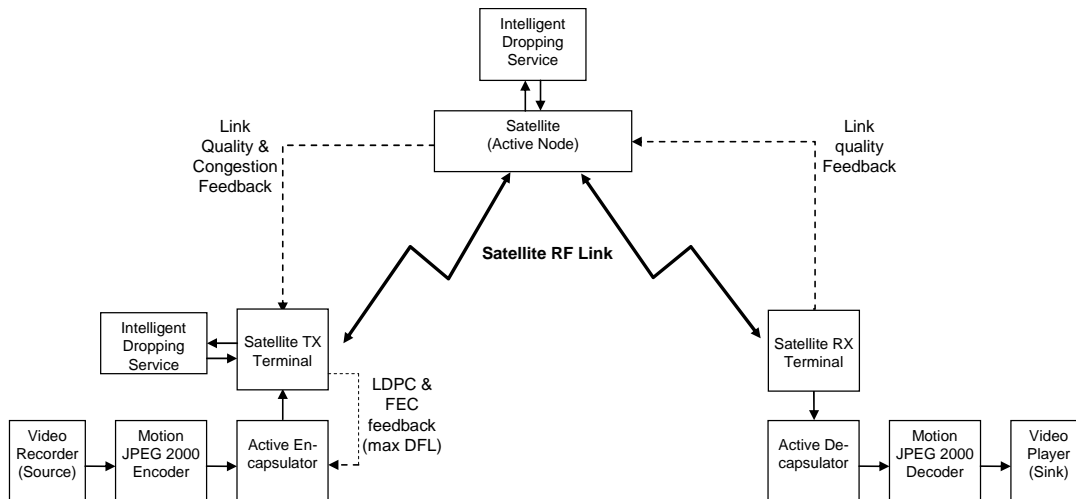 Intelligent
Dropping
Service
Satellite
(Active Node)
Link
Quality &
Congestion
Feedback
Link
quality
Feedback
Satellite RF Link
Intelligent
Dropping
Service
Satellite TX
Terminal
Satellite RX
Terminal
LDPC &
FEC
feedback
(max DFL)
Video
Recorder
(Source)
Motion
JPEG 2000
Encoder
Active En-
capsulator
Active De-
capsulator
Motion
JPEG 2000
Decoder
Video
Player
(Sink)